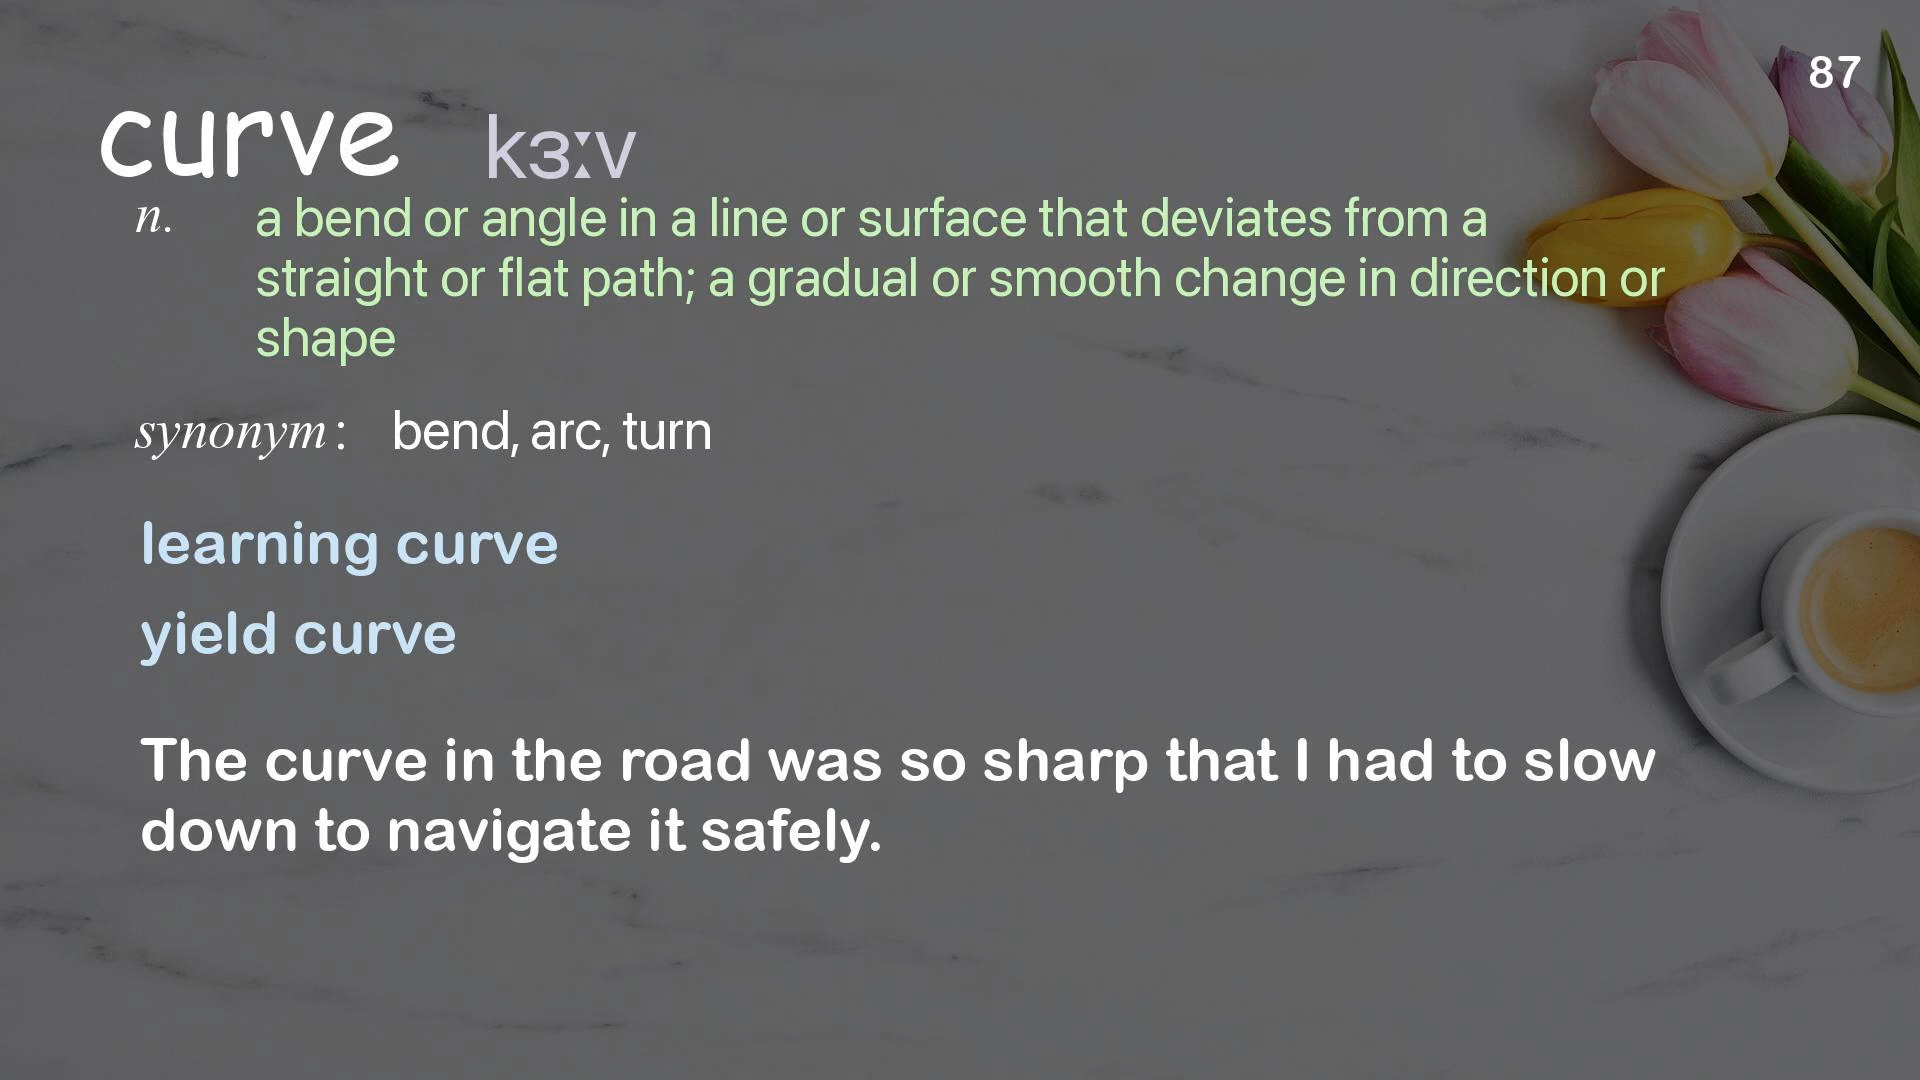 87
curve kɜːv
n. a bend or angle in a line or surface that deviates from a
straight or flat path; a gradual or smooth change in direction or
shape
synonym: bend, arc, turn
learning curve
yield curve
The curve in the road was so sharp that I had to slow
down to navigate it safely.